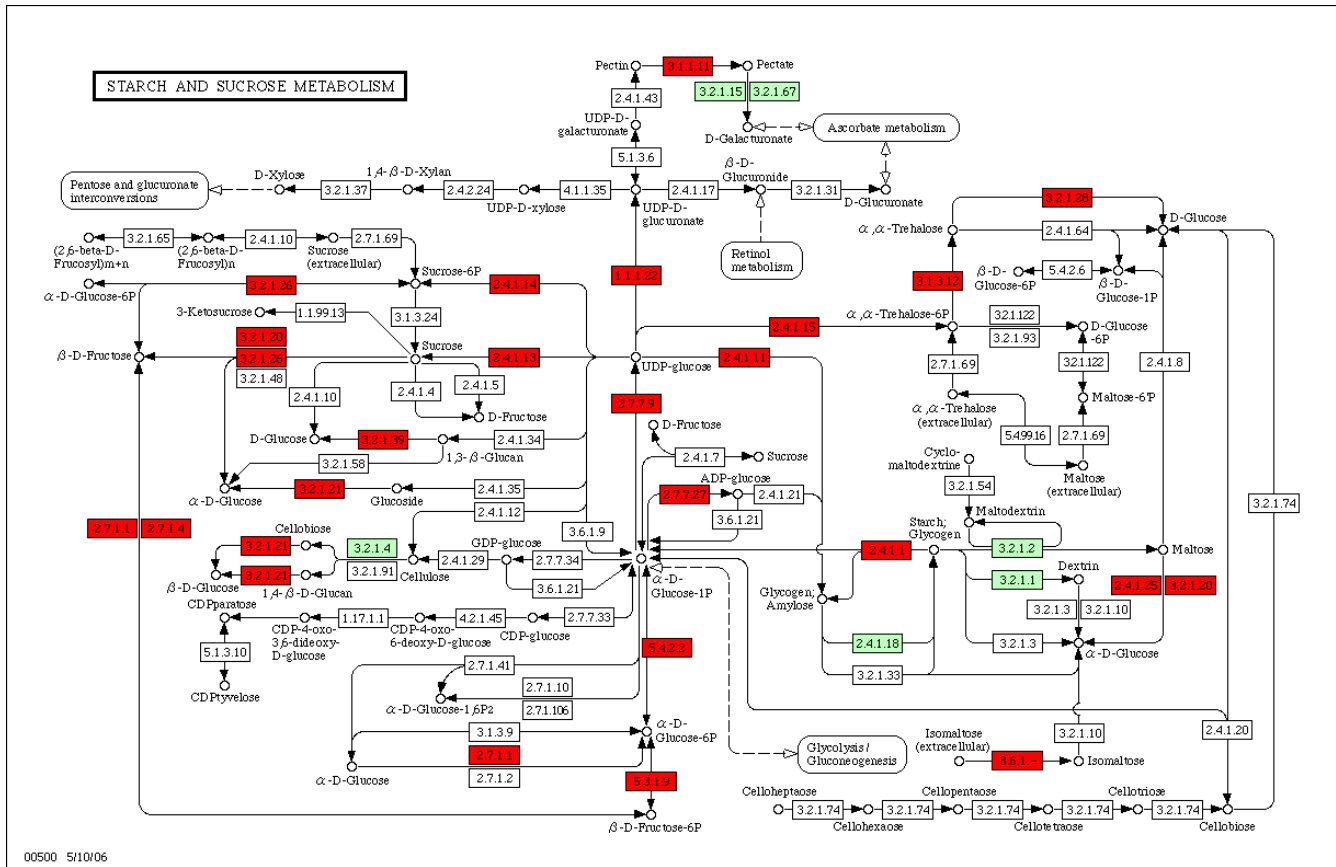 STARCH AND SUCROSE METABOLISM
Pectin
3.1.1.11
Pectate
2.4.1.43
3.2.1.15
3.2.1.67
UDP-D-
galacturonate
D-Galacturonate
Ascorbate metabolism
5.1.3.6
Pentose and glucuronate
interconversions
D-Xylose
3.2.1.37
1,4-β-D-Xylan
2.4.2.24
UDP-D-xylose
4.1.1.35
UDP-D-
glucuronate
2.4.1.17
β-D-
Glucuronide
3.2.1.31
D-Glucuronate
Retinol
metabolism
3.2.1.65
2.4.1.10
2.7.1.69
(2,6-beta-D-
Frucosyl)m+n
(2,6-beta-D-
Frucosyl)n
Sucrose
(extracellular)
α-D-Glucose-6P
3.2.1.26
Sucrose-6P
2.4.1.14
1.1.1.22
3-Ketosucrose
1.1.99.13
3.1.3.24
α,α-Trehalose
3.2.1.28
2.4.1.64
D-Glucose
3.1.3.12
β-D-
Glucose-6P
5.4.2.6
β-D-
Glucose-1P
β-D-Fructose
3.2.1.20
3.2.1.26
3.2.1.48
Sucrose
2.4.1.13
UDP-glucose
2.4.1.15
2.4.1.11
α,α-Trehalose-6P
3.2.1.122
3.2.1.93
D-Glucose
-6P
2.7.1.69
3.2.1.122
2.4.1.8
2.4.1.10
2.4.1.4
2.4.1.5
D-Fructose
2.7.7.9
α,α-Trehalose
(extracellular)
Maltose-6'P
5.4.99.16
2.7.1.69
Maltose
(extracellular)
D-Glucose
3.2.1.39
1,3-β-Glucan
2.4.1.34
D-Fructose
2.4.1.7
Sucrose
3.2.1.58
α-D-Glucose
3.2.1.21
Glucoside
2.4.1.35
2.4.1.12
2.7.7.27
ADP-glucose
2.4.1.21
3.6.1.21
Cyclo-
maltodextrine
3.2.1.54
Maltodextrin
3.2.1.74
2.7.1.1
2.7.1.4
3.6.1.9
Cellobiose
3.2.1.21
3.2.1.4
3.2.1.91
Cellulose
2.4.1.29
GDP-glucose
2.7.7.34
3.6.1.21
α-D-
Glucose-1P
β-D-Glucose
3.2.1.21
1,4-β-D-Glucan
2.4.1.1
Starch;
Glycogen
3.2.1.2
Maltose
3.2.1.1
Dextrin
2.4.1.25
3.2.1.20
Glycogen;
Amylose
3.2.1.3
3.2.1.10
2.4.1.18
3.2.1.3
α-D-Glucose
3.2.1.33
CDPparatose
1.17.1.1
CDP-4-oxo-
3,6-dideoxy-
D-glucose
4.2.1.45
CDP-4-oxo-
6-deoxy-D-glucose
2.7.7.33
CDP-glucose
5.1.3.10
CDPtyvelose
5.4.2.2
2.7.1.41
2.7.1.10
2.7.1.106
α-D-Glucose-1,6P2
3.1.3.9
α-D-
Glucose-6P
2.7.1.1
2.7.1.2
α-D-Glucose
5.3.1.9
β-D-Fructose-6P
Glycolysis/
Gluconeogenesis
Isomaltose
(extracellular)
3.6.1.-
Isomaltose
3.2.1.10
2.4.1.20
Celloheptaose
3.2.1.74
Cellohexaose
3.2.1.74
Cellopentaose
3.2.1.74
Cellotetraose
3.2.1.74
Cellotriose
3.2.1.74
Cellobiose
00500 5/10/06